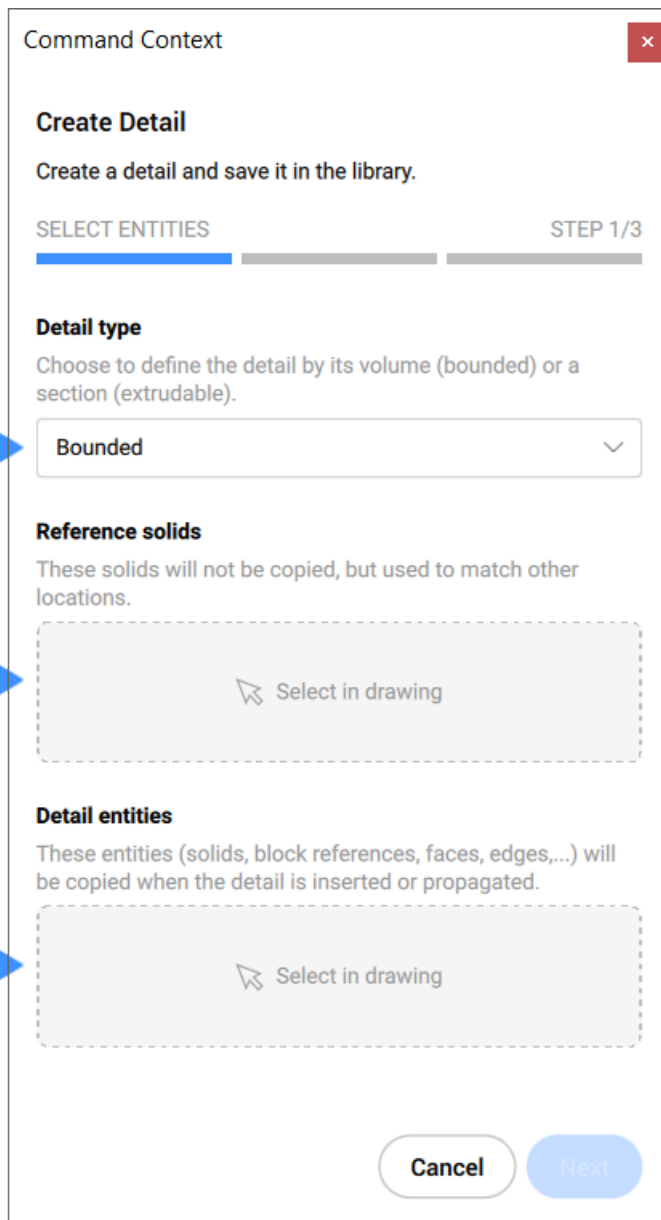 Command Context
Create Detail
Create a detail and save it in the library.
SELECT ENTITIES STEP 1/3
Detail type
Choose to define the detail by its volume (bounded) or a
section (extrudable).
Bounded
Reference solids
These solids will not be copied, but used to match other
locations.
Select in drawing
Detail entities
These entities (solids, block references, faces, edges,...) will
be copied when the detail is inserted or propagated.
Select in drawing
Cancel Next